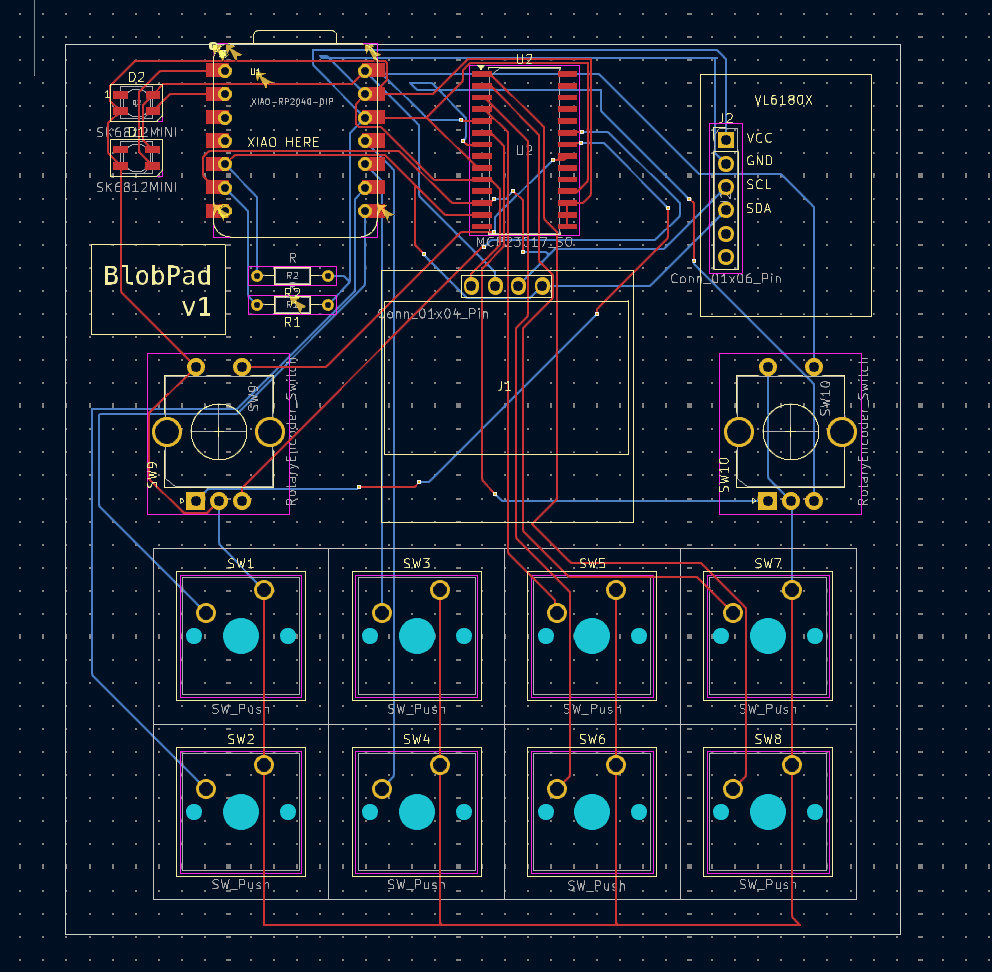 U2
D2
U1
XIAO-RP2040-DIP
VL6180X
1
J2
SK6812MINI
D1
XIAO HERE
U2
VCC
GND
SCL
SDA
SK6812MINI
MCP23017_SO
R
BlobPad
v1
R2
Conn_01x06_Pin
R1
Conn_01x04_Pin
J1
SW9
RotaryEncoder_Switch
SW9
SW10
RotaryEncoder_Switch
SW10
SW1
SW3
SW5
SW7
SW_Push
SW_Push
SW_Push
SW_Push
SW2
SW4
SW6
SW8
SW_Push
SW_Push
SW_Push
SW_Push